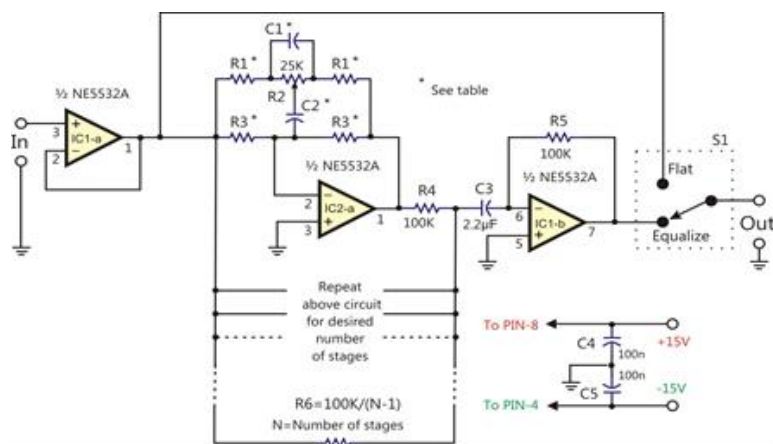 C1*
R1*
25K
R1*
R2
C2*
* See table
½ NE5532A
In
3
+
IC1-a
1
2
−
R3*
R3*
½ NE5532A
2
−
IC2-a
1
3
+
R4
100K
C3
2.2µF
R5
100K
½ NE5532A
6
−
IC1-b
7
5
+
S1
Flat
Equalize
Out
Repeat
above circuit
for desired
number
of stages
R6=100K/(N-1)
N=Number of stages
To PIN-8
+15V
C4
100n
100n
C5
To PIN-4
-15V